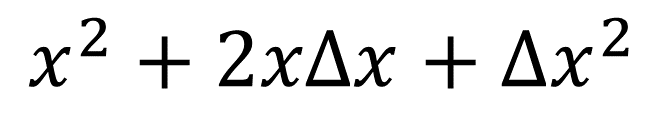 x² + 2xΔx + Δx²